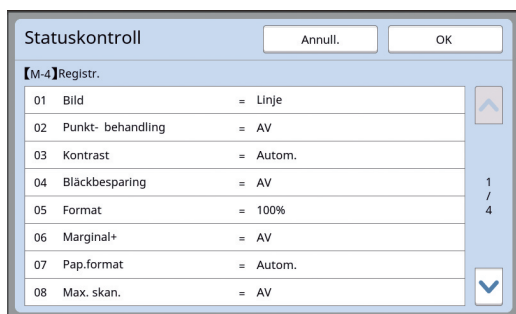 Statuskontroll Annull. OK
【M-4】Registr.
01 Bild = Linje
02 Punkt- behandling = AV
03 Kontrast = Autom.
04 Bläckbesparing = AV
05 Format = 100%
06 Marginal+ = AV
07 Pap.format = Autom.
08 Max. skan. = AV
1
/
4